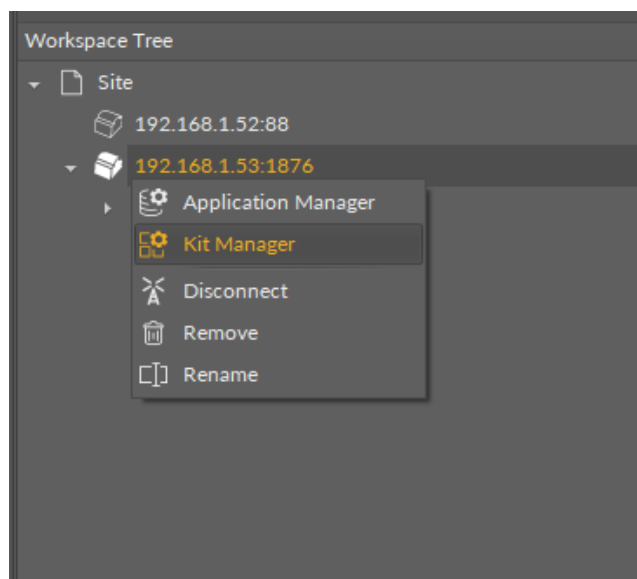 Workspace Tree
Site
192.168.1.52:88
192.168.1.53:1876
Application Manager
Kit Manager
Disconnect
Remove
Rename